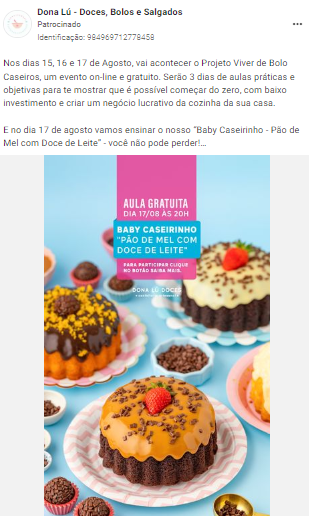 Dona Lú - Doces, Bolos e Salgados
Patrocinado
Identificação: 984969712778458
Nos dias 15, 16 e 17 de Agosto, vai acontecer o Projeto Viver de Bolo
Caseiros, um evento on-line e gratuito. Serão 3 dias de aulas práticas e
objetivas para te mostrar que é possível começar do zero, com baixo
investimento e criar um negócio lucrativo da cozinha da sua casa.
E no dia 17 de agosto vamos ensinar o nosso "Baby Caseirinho - Pão de
Mel com Doce de Leite" - você não pode perder!...
AULA GRATUITA
DIA 17/08 ÀS 20H
BABY CASEIRINHO
"PÃO DE MEL COM
DOCE DE LEITE"
PARA PARTICIPAR CLIQUE
NO BOTÃO SAIBA MAIS.
DONA LÚ DOCES